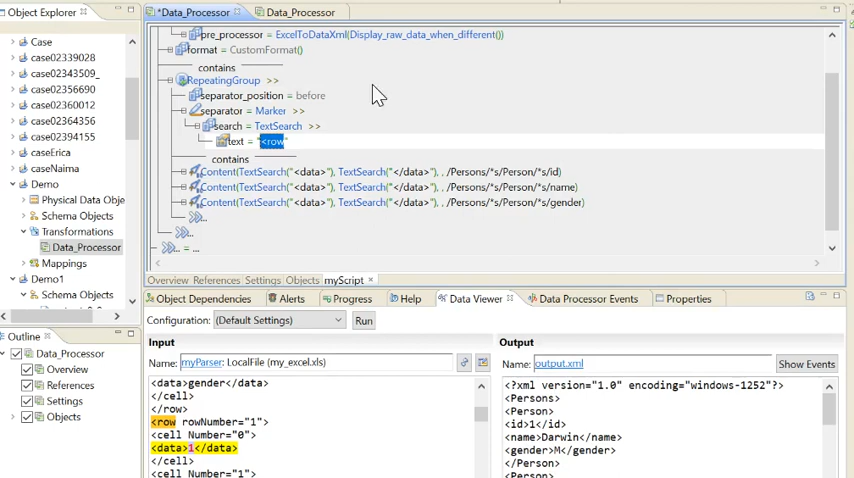 Object Explorer
Case
case02339028
case02343509_
case02356690
case02360012
case02364356
case02394155
caseErica
caseNaima
Demo
Physical Data Obje
Schema Objects
Transformations
Data_Processor
Mappings
Demo1
Schema Objects
Outline
Data_Processor
Overview
References
Settings
Objects
*Data_Processor
Data_Processor
pre_processor = ExcelToDataXml(Display_raw_data_when_different())
format = CustomFormat()
contains
RepeatingGroup >>
separator_position = before
separator = Marker >>
search = TextSearch >>
text = "<row"
contains
Content(TextSearch("<data>"), TextSearch("</data>"), , /Persons/*s/Person/*s/id)
Content(TextSearch("<data>"), TextSearch("</data>"), , /Persons/*s/Person/*s/name)
Content(TextSearch("<data>"), TextSearch("</data>"), , /Persons/*s/Person/*s/gender)
...
...
... = ...
Overview References Settings Objects myScript
Object Dependencies Alerts Progress Help Data Viewer Data Processor Events Properties
Configuration: (Default Settings) Run
Input
Name: myParser: LocalFile (my_excel.xls)
<data>gender</data>
</cell>
</row>
<row rowNumber="1">
<cell Number="0">
<data>1</data>
</cell>
<cell Number="1">
Output
Name: output.xml Show Events
<?xml version="1.0" encoding="windows-1252"?>
<Persons>
<Person>
<id>1</id>
<name>Darwin</name>
<gender>M</gender>
</Person>
<Person>
Object Explorer